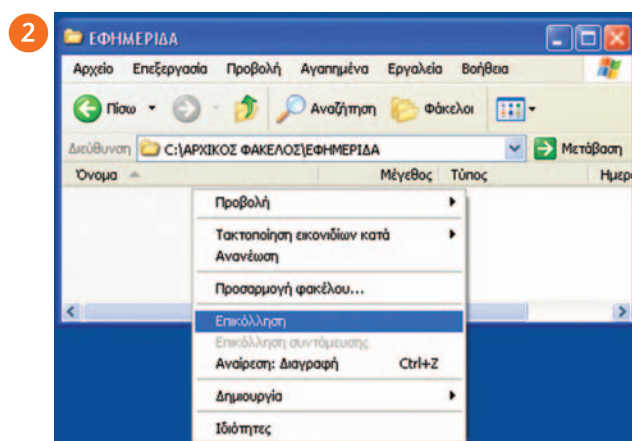 2
ΕΦΗΜΕΡΙΔΑ
Αρχείο Επεξεργασία Προβολή Αγαπημένα Εργαλεία Βοήθεια
Πίσω Αναζήτηση Φάκελοι
Διεύθυνση C:\ΑΡΧΙΚΟΣ ΦΑΚΕΛΟΣ\ΕΦΗΜΕΡΙΔΑ Μετάβαση
Όνομα Μέγεθος Τύπος Ημερ
Προβολή
Τακτοποίηση εικονιδίων κατά
Ανανέωση
Προσαρμογή φακέλου...
Επικόλληση
Επικόλληση συντόμευσης
Αναίρεση: Διαγραφή Ctrl+Z
Δημιουργία
Ιδιότητες